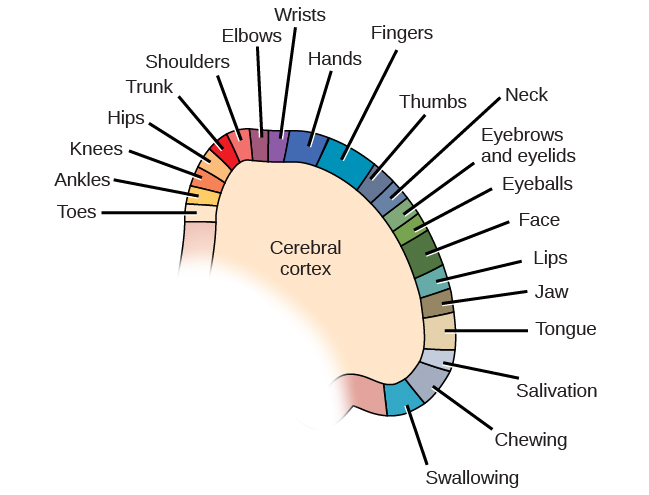 Wrists
Elbows
Fingers
Hands
Shoulders
Trunk
Thumbs
Neck
Hips
Eyebrows
and eyelids
Knees
Ankles
Eyeballs
Toes
Face
Cerebral
cortex
Lips
Jaw
Tongue
Salivation
Chewing
Swallowing